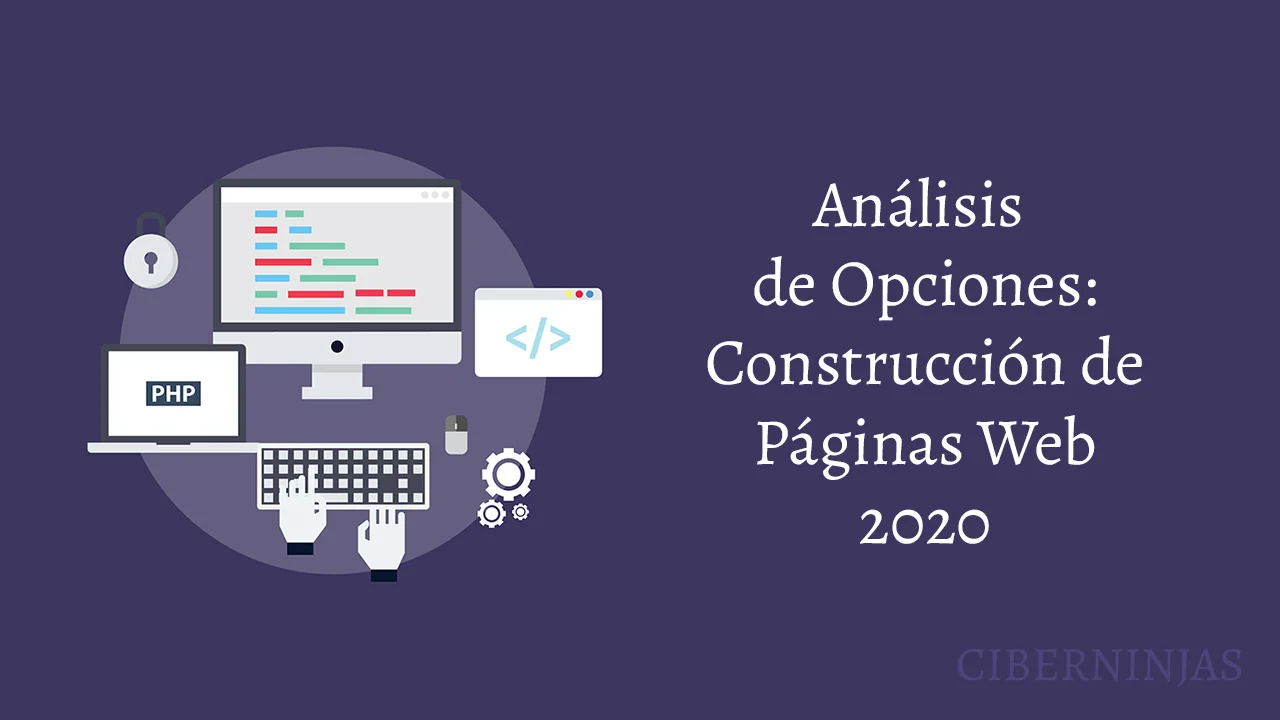 PHP
</>
Análisis
de Opciones:
Construcción de
Páginas Web
2020
CIBERNINJAS